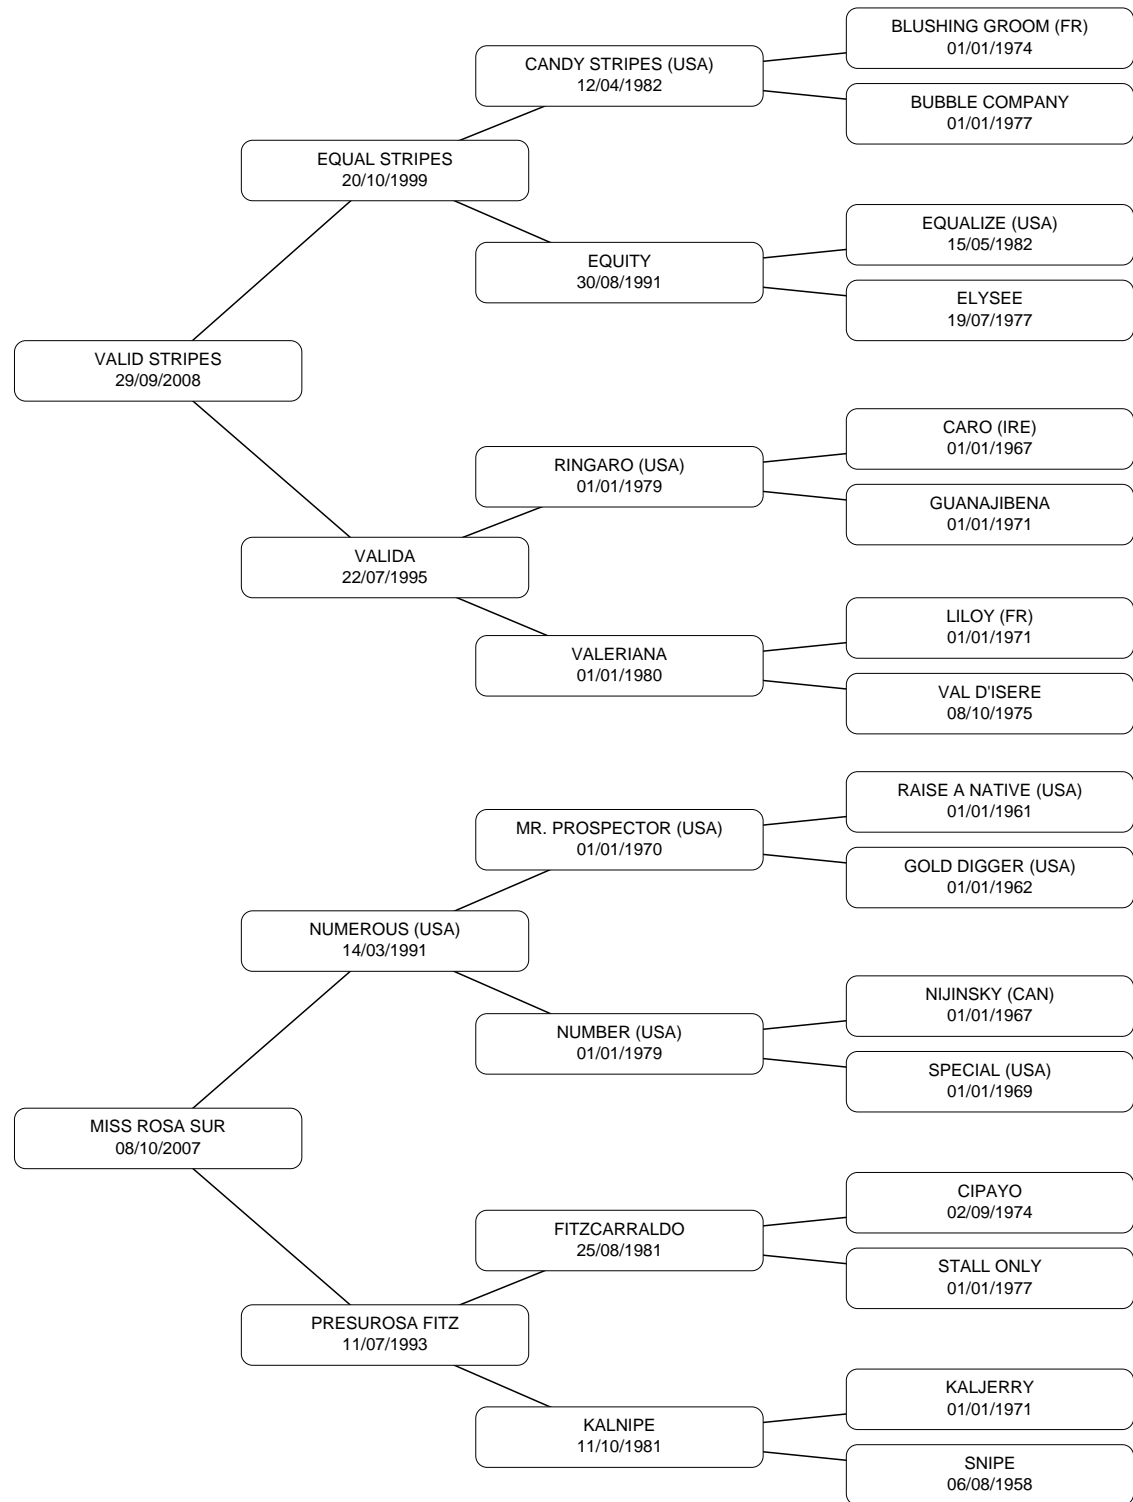 BLUSHING GROOM (FR)
01/01/1974
CANDY STRIPES (USA)
12/04/1982
BUBBLE COMPANY
01/01/1977
EQUAL STRIPES
20/10/1999
EQUALIZE (USA)
15/05/1982
EQUITY
30/08/1991
ELYSEE
19/07/1977
VALID STRIPES
29/09/2008
CARO (IRE)
01/01/1967
RINGARO (USA)
01/01/1979
GUANAJIBENA
01/01/1971
VALIDA
22/07/1995
LILOY (FR)
01/01/1971
VALERIANA
01/01/1980
VAL D'ISERE
08/10/1975
RAISE A NATIVE (USA)
01/01/1961
MR. PROSPECTOR (USA)
01/01/1970
GOLD DIGGER (USA)
01/01/1962
NUMEROUS (USA)
14/03/1991
NIJINSKY (CAN)
01/01/1967
NUMBER (USA)
01/01/1979
SPECIAL (USA)
01/01/1969
MISS ROSA SUR
08/10/2007
CIPAYO
02/09/1974
FITZCARRALDO
25/08/1981
STALL ONLY
01/01/1977
PRESUROSA FITZ
11/07/1993
KALJERRY
01/01/1971
KALNIPE
11/10/1981
SNIPE
06/08/1958